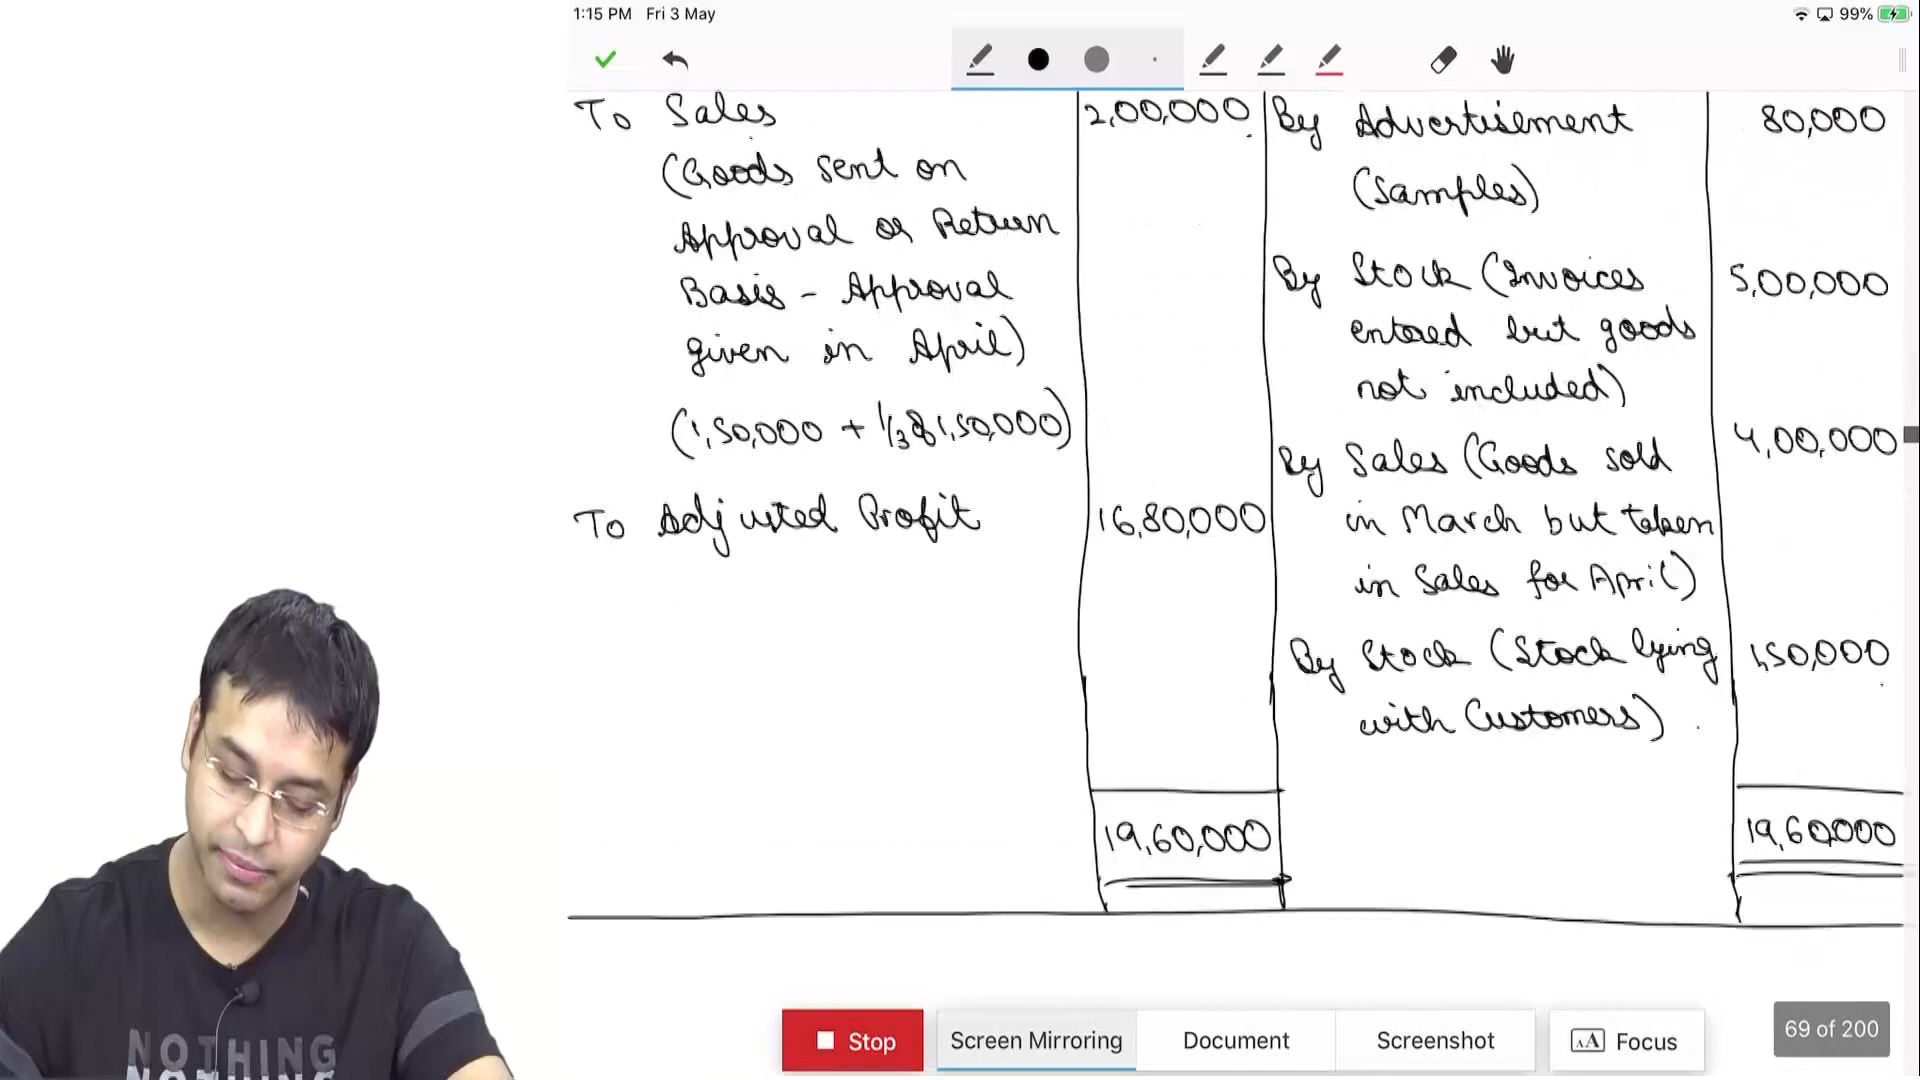 1:15 PM Fri 3 May
99%
To Sales 2,00,000
(Goods sent on
Approval or Return
Basis - Approval
given in April)
(1,50,000 + 1/3 of 1,50,000)
To Adjusted Profit 16,80,000
19,60,000
By Advertisement 80,000
(Samples)
By Stock (Invoices 5,00,000
entered but goods
not included)
By Sales (Goods sold 4,00,000
in March but taken
in Sales for April)
By Stock (Stock lying 1,50,000
with Customers)
19,60,000
NOTHING
NOTHING
Stop
Screen Mirroring
Document
Screenshot
AA Focus
69 of 200